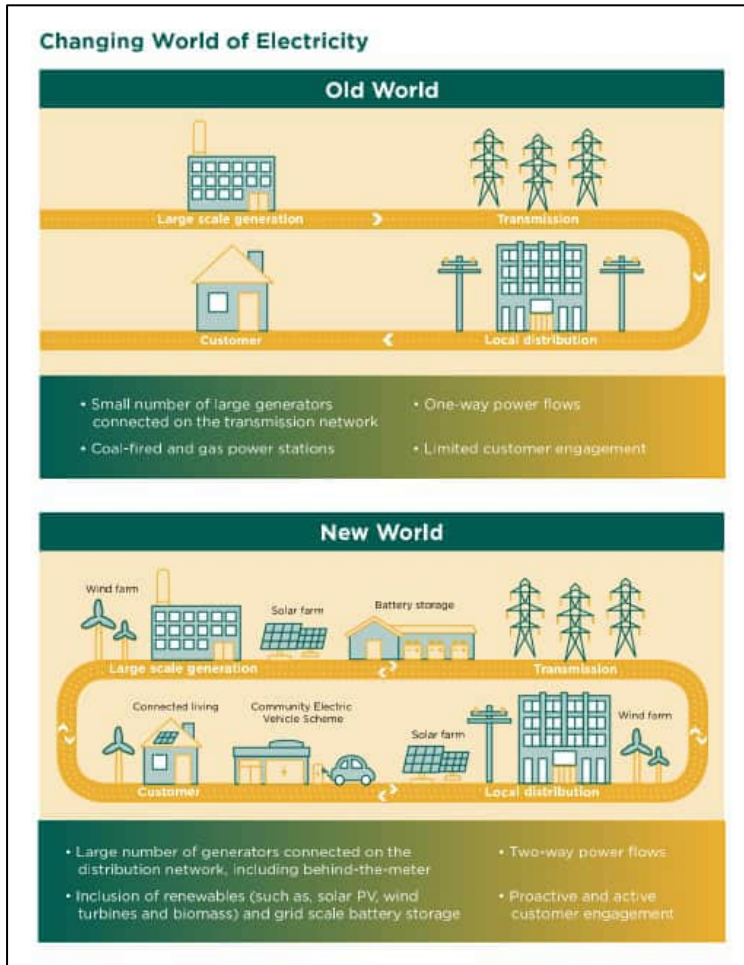 Changing World of Electricity
Old World
Large scale generation
Transmission
Customer
Local distribution
• Small number of large generators
connected on the transmission network
• Coal-fired and gas power stations
• One-way power flows
• Limited customer engagement
New World
Wind farm
Solar farm
Battery storage
Large scale generation
Transmission
Connected living
Community Electric
Vehicle Scheme
Solar farm
Wind farm
Customer
Local distribution
• Large number of generators connected on the
distribution network, including behind-the-meter
• Inclusion of renewables (such as, solar PV, wind
turbines and biomass) and grid scale battery storage
• Two-way power flows
• Proactive and active
customer engagement